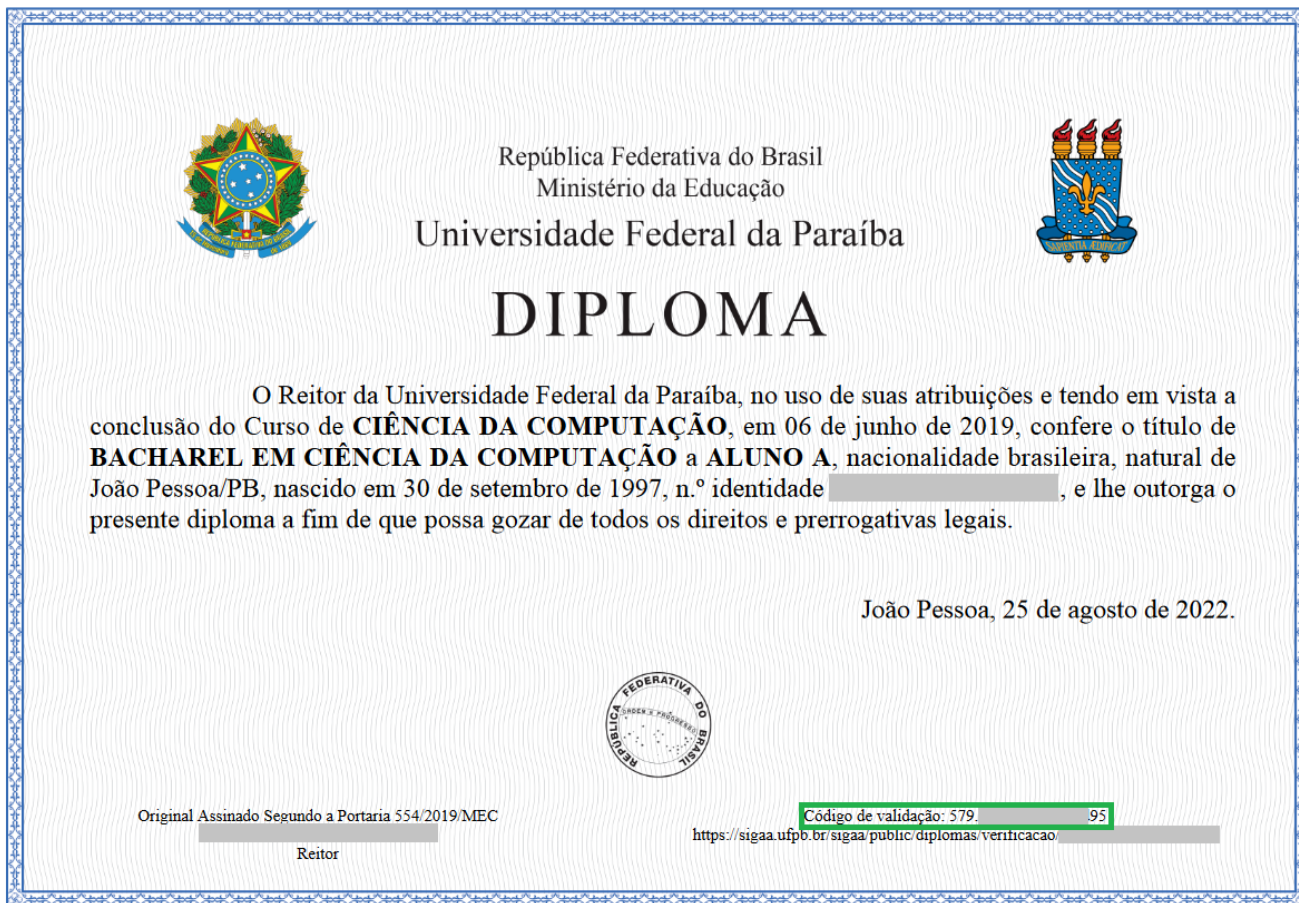 República Federativa do Brasil
Ministério da Educação
Universidade Federal da Paraíba
DIPLOMA
O Reitor da Universidade Federal da Paraíba, no uso de suas atribuições e tendo em vista a
conclusão do Curso de CIÊNCIA DA COMPUTAÇÃO, em 06 de junho de 2019, confere o título de
BACHAREL EM CIÊNCIA DA COMPUTAÇÃO a ALUNO A, nacionalidade brasileira, natural de
João Pessoa/PB, nascido em 30 de setembro de 1997, n.º identidade , e lhe outorga o
presente diploma a fim de que possa gozar de todos os direitos e prerrogativas legais.
João Pessoa, 25 de agosto de 2022.
REPÚBLICA FEDERATIVA DO BRASIL
ORDEM E PROGRESSO
SAPIENTIA ÆDIFICAT
Original Assinado Segundo a Portaria 554/2019/MEC
Reitor
Código de validação: 579. 95
https://sigaa.ufpb.br/sigaa/public/diplomas/verificacao/